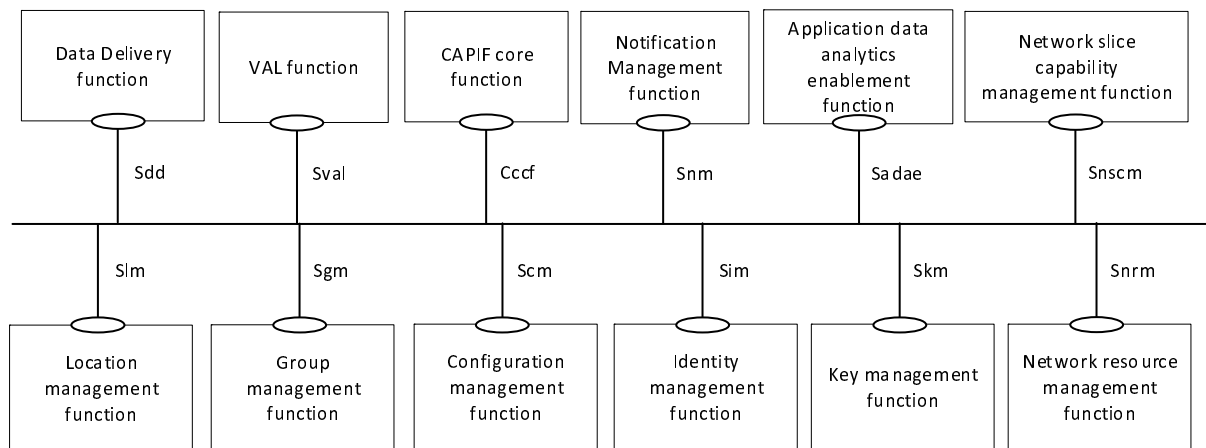 Data Delivery
function
VAL function
CAPIF core
function
Notification
Management
function
Application data
analytics
enablement
function
Network slice
capability
management function
Sdd
Sval
Cccf
Snm
Sadae
Snscm
Slm
Sgm
Scm
Sim
Skm
Snrm
Location
management
function
Group
management
function
Configuration
management
function
Identity
management
function
Key management
function
Network resource
management
function